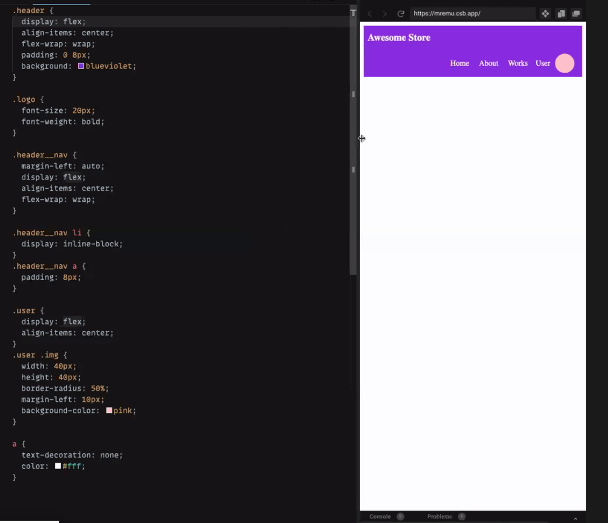 .header {
display: flex;
align-items: center;
flex-wrap: wrap;
padding: 0 8px;
background: blueviolet;
}
.logo {
font-size: 20px;
font-weight: bold;
}
.header__nav {
margin-left: auto;
display: flex;
align-items: center;
flex-wrap: wrap;
}
.header__nav li {
display: inline-block;
}
.header__nav a {
padding: 8px;
}
.user {
display: flex;
align-items: center;
}
.user .img {
width: 40px;
height: 40px;
border-radius: 50%;
margin-left: 10px;
background-color: pink;
}
a {
text-decoration: none;
color: #fff;
}
https://mremu.csb.app/
Awesome Store
Home About Works User
Console Problems